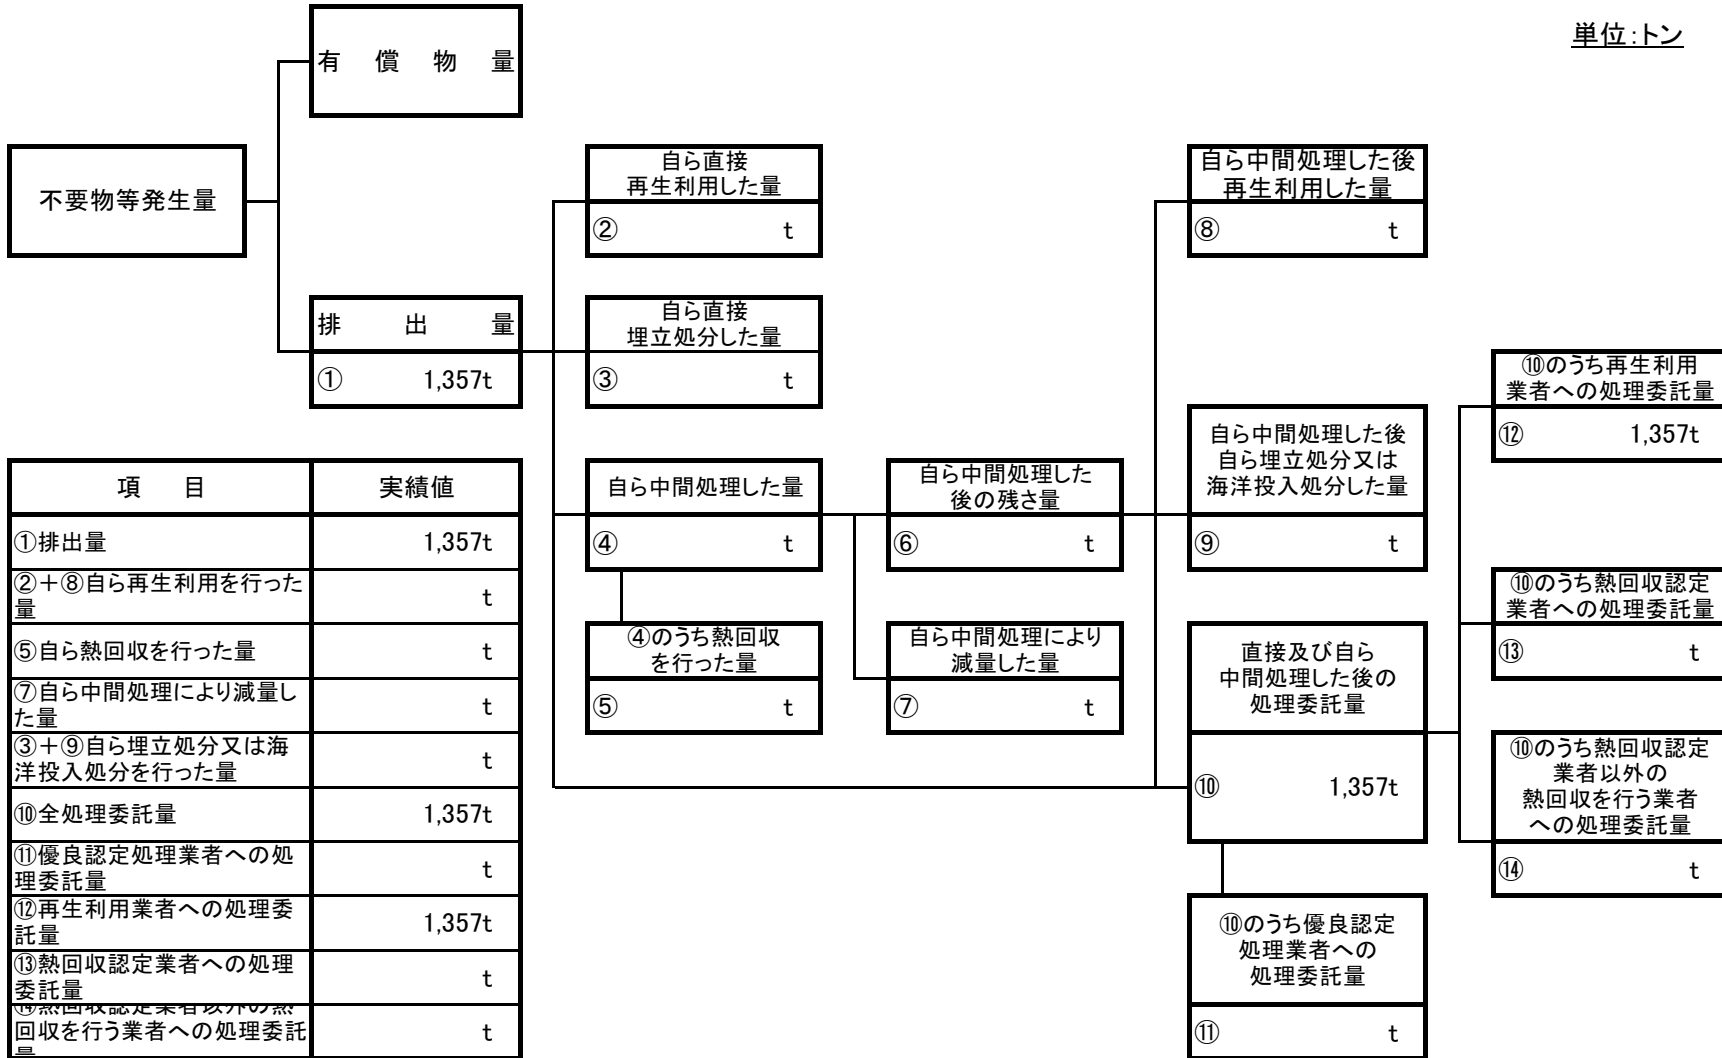 単位:トン
有償物量
不要物等発生量
排出量
① 1,357t
自ら直接
再生利用した量
② t
自ら直接
埋立処分した量
③ t
自ら中間処理した量
④ t
④のうち熱回収
を行った量
⑤ t
自ら中間処理した
後の残さ量
⑥ t
自ら中間処理により
減量した量
⑦ t
自ら中間処理した後
再生利用した量
⑧ t
自ら中間処理した後
自ら埋立処分又は
海洋投入処分した量
⑨ t
直接及び自ら
中間処理した後の
処理委託量
⑩ 1,357t
⑩のうち優良認定
処理業者への
処理委託量
⑪ t
⑩のうち再生利用
業者への処理委託量
⑫ 1,357t
⑩のうち熱回収認定
業者への処理委託量
⑬ t
⑩のうち熱回収認定
業者以外の
熱回収を行う業者
への処理委託量
⑭ t
項目 実績値
①排出量 1,357t
②+⑧自ら再生利用を行った
量 t
⑤自ら熱回収を行った量 t
⑦自ら中間処理により減量し
た量 t
③+⑨自ら埋立処分又は海
洋投入処分を行った量 t
⑩全処理委託量 1,357t
⑪優良認定処理業者への処
理委託量 t
⑫再生利用業者への処理委
託量 1,357t
⑬熱回収認定業者への処理
委託量 t
⑭熱回収認定業者以外の熱
回収を行う業者への処理委託
量 t